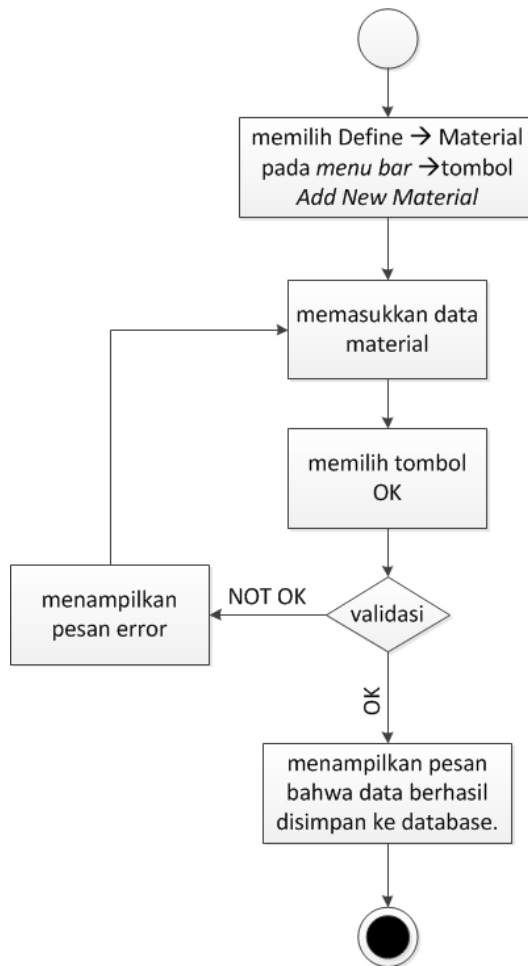 memilih Define → Material
pada menu bar →tombol
Add New Material
memasukkan data
material
memilih tombol
OK
menampilkan
pesan error
NOT OK
validasi
OK
menampilkan pesan
bahwa data berhasil
disimpan ke database.